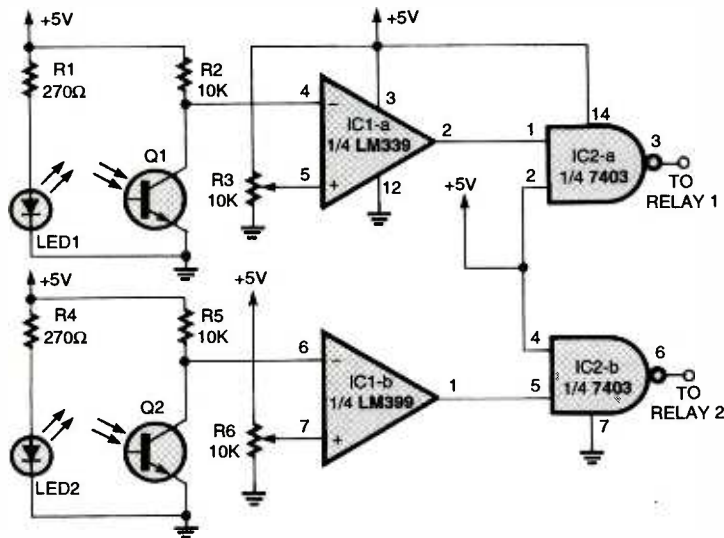 +5V
R1
270Ω
R2
10K
Q1
LED1
+5V
R3
10K
4
5
3
12
IC1-a
1/4 LM339
2
1
2
14
IC2-a
1/4 7403
3
TO
RELAY 1
+5V
+5V
R4
270Ω
R5
10K
Q2
LED2
+5V
R6
10K
6
7
IC1-b
1/4 LM399
1
4
5
IC2-b
1/4 7403
6
7
TO
RELAY 2